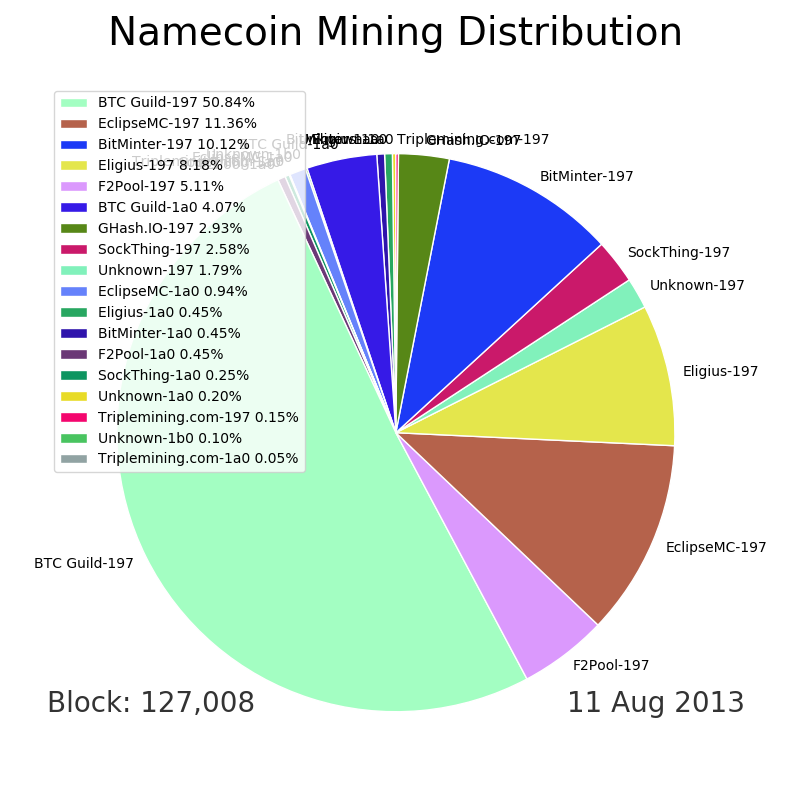 Namecoin Mining Distribution
BTC Guild-197 50.84%
EclipseMC-197 11.36%
BitMinter-197 10.12%
Eligius-197 8.18%
F2Pool-197 5.11%
BTC Guild-1a0 4.07%
GHash.IO-197 2.93%
SockThing-197 2.58%
Unknown-197 1.79%
EclipseMC-1a0 0.94%
Eligius-1a0 0.45%
BitMinter-1a0 0.45%
F2Pool-1a0 0.45%
SockThing-1a0 0.25%
Unknown-1a0 0.20%
Triplemining.com-197 0.15%
Unknown-1b0 0.10%
Triplemining.com-1a0 0.05%
Triplemining.com-197
GHash.IO-197
BitMinter-197
SockThing-197
Unknown-197
Eligius-197
EclipseMC-197
F2Pool-197
BTC Guild-197
BTC Guild-1a0
Unknown-1b0
Block: 127,008
11 Aug 2013